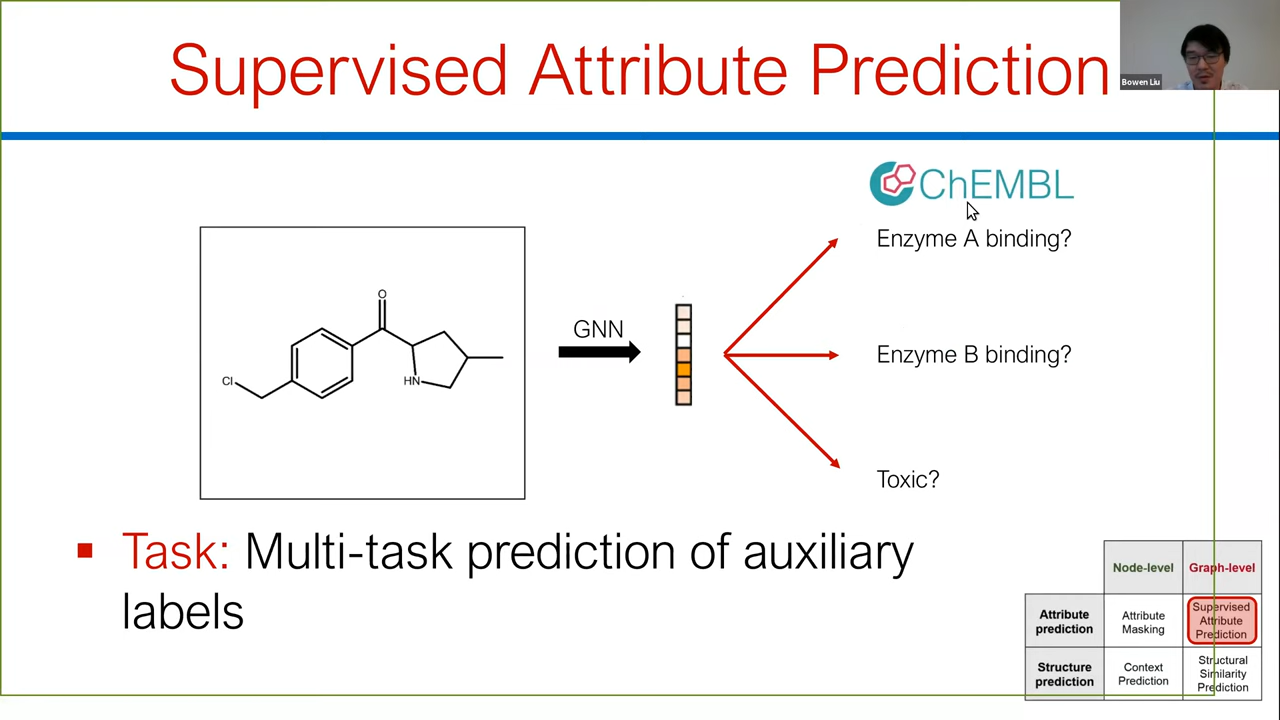 Supervised Attribute Prediction
Bowen Liu
ChEMBL
Enzyme A binding?
O
GNN
Cl
HN
Enzyme B binding?
Toxic?
Task: Multi-task prediction of auxiliary
labels
Node-level Graph-level
Attribute
prediction
Attribute
Masking
Supervised
Attribute
Prediction
Structure
prediction
Context
Prediction
Structural
Similarity
Prediction